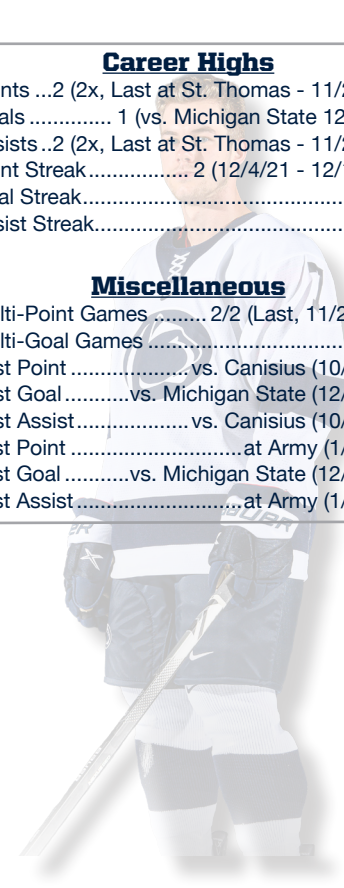 Career Highs
nts ...2 (2x, Last at St. Thomas - 11/2
als .............. 1 (vs. Michigan State 12
sists ..2 (2x, Last at St. Thomas - 11/2
nt Streak................. 2 (12/4/21 - 12/
al Streak............................................
sist Streak..........................................
Miscellaneous
lti-Point Games ........ 2/2 (Last, 11/2
lti-Goal Games ...................................
st Point .................... vs. Canisius (10/
st Goal ...........vs. Michigan State (12/
st Assist................... vs. Canisius (10/
st Point ............................at Army (1/
st Goal ...........vs. Michigan State (12/
st Assist............................at Army (1/